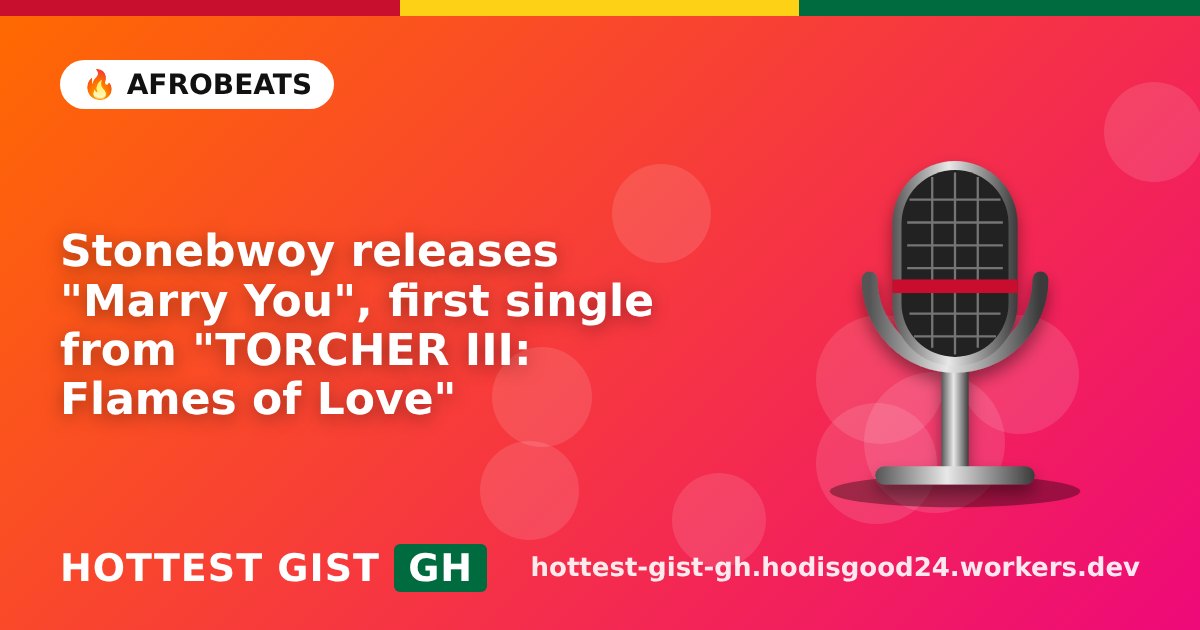 🔥 AFROBEATS
Stonebwoy releases
"Marry You", first single
from "TORCHER III:
Flames of Love"
HOTTEST GIST GH
hottest-gist-gh.hodisgood24.workers.dev